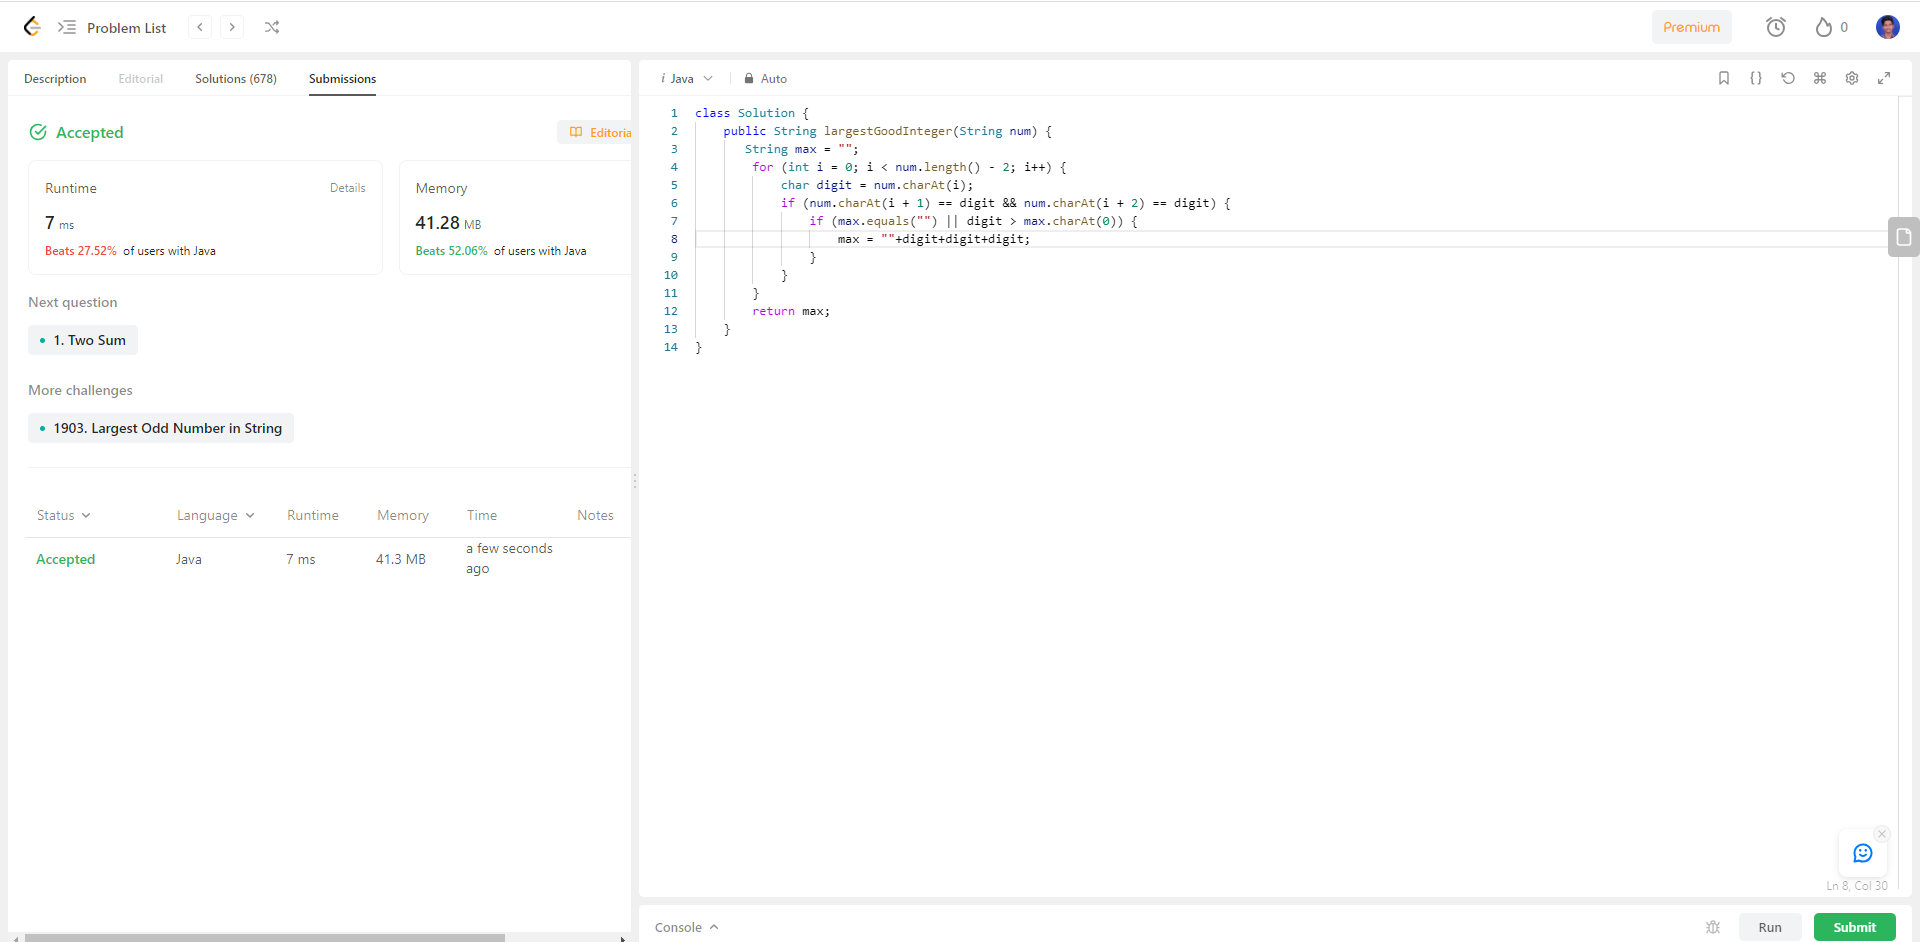 Problem List
Premium
0
Description Editorial Solutions (678) Submissions
Accepted
Editoria
Runtime Details
7 ms
Beats 27.52% of users with Java
Memory
41.28 MB
Beats 52.06% of users with Java
Next question
1. Two Sum
More challenges
1903. Largest Odd Number in String
Status Language Runtime Memory Time Notes
Accepted Java 7 ms 41.3 MB a few seconds ago
i Java Auto
1 class Solution {
2     public String largestGoodInteger(String num) {
3        String max = "";
4         for (int i = 0; i < num.length() - 2; i++) {
5             char digit = num.charAt(i);
6             if (num.charAt(i + 1) == digit && num.charAt(i + 2) == digit) {
7                 if (max.equals("") || digit > max.charAt(0)) {
8                     max = ""+digit+digit+digit;
9                 }
10             }
11         }
12         return max;
13     }
14 }
Ln 8, Col 30
Console
Run
Submit